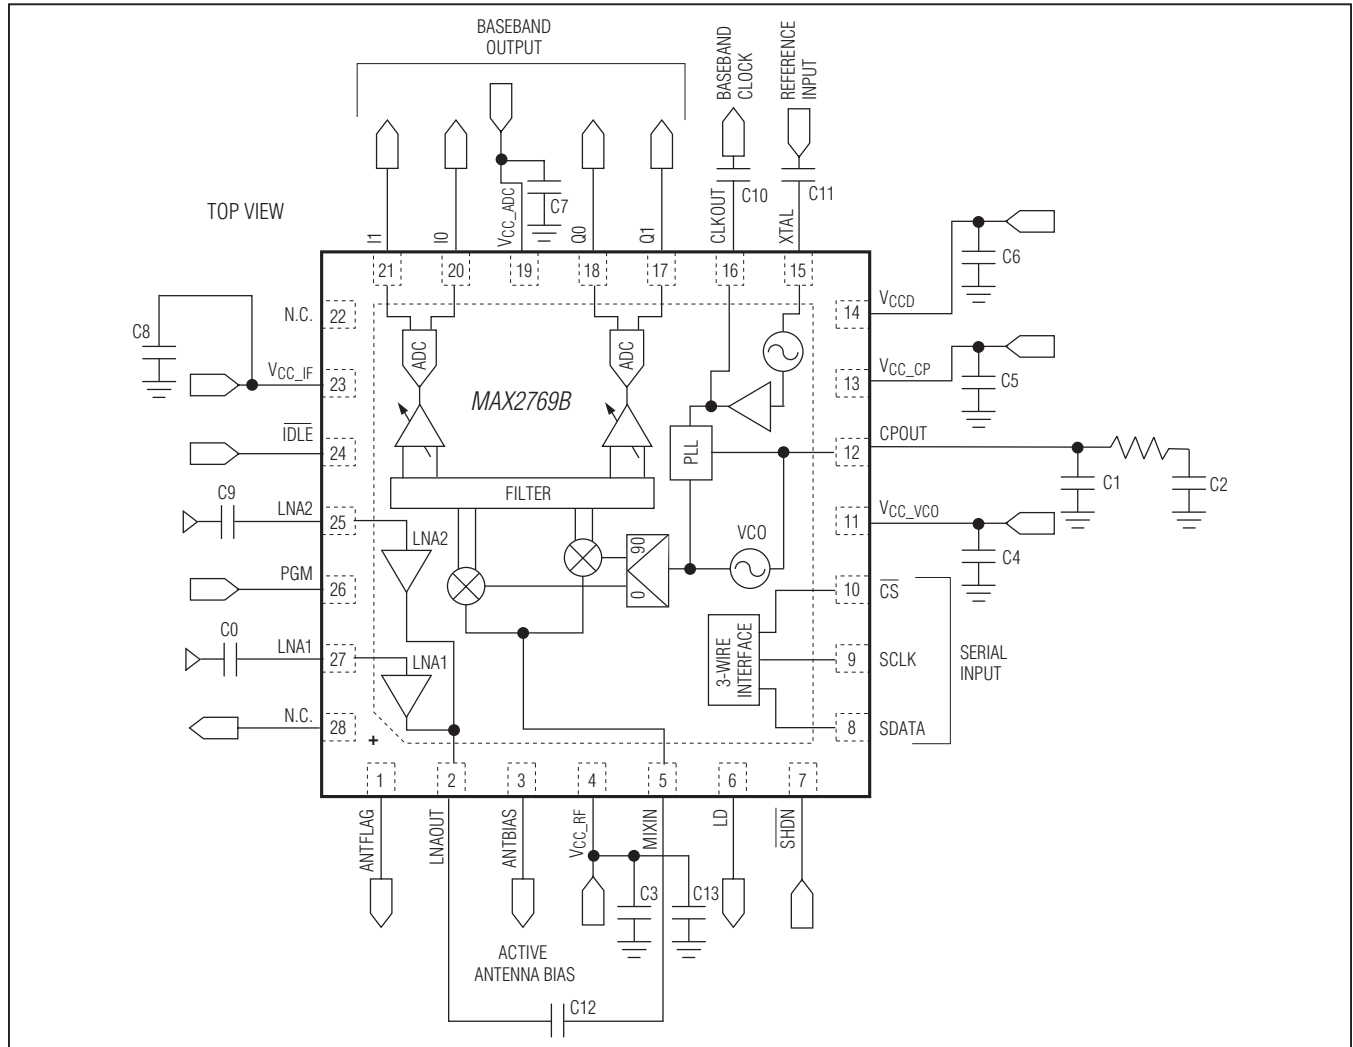 BASEBAND
OUTPUT
BASEBAND
CLOCK
REFERENCE
INPUT
TOP VIEW
I1
I0
VCC_ADC
C7
Q0
Q1
CLKOUT
C10
XTAL
C11
21
20
19
18
17
16
15
C8
N.C.
22
VCC_IF
23
IDLE
24
C9
LNA2
25
PGM
26
C0
LNA1
27
N.C.
28
ADC
ADC
MAX2769B
FILTER
PLL
VCO
90
0
LNA2
LNA1
3-WIRE
INTERFACE
+
14
VCCD
C6
13
VCC_CP
C5
12
CPOUT
C1
C2
11
VCC_VCO
C4
10
CS
9
SCLK
8
SDATA
SERIAL
INPUT
1
2
3
4
5
6
7
ANTFLAG
LNAOUT
ANTBIAS
VCC_RF
MIXIN
LD
SHDN
C3
C13
ACTIVE
ANTENNA BIAS
C12